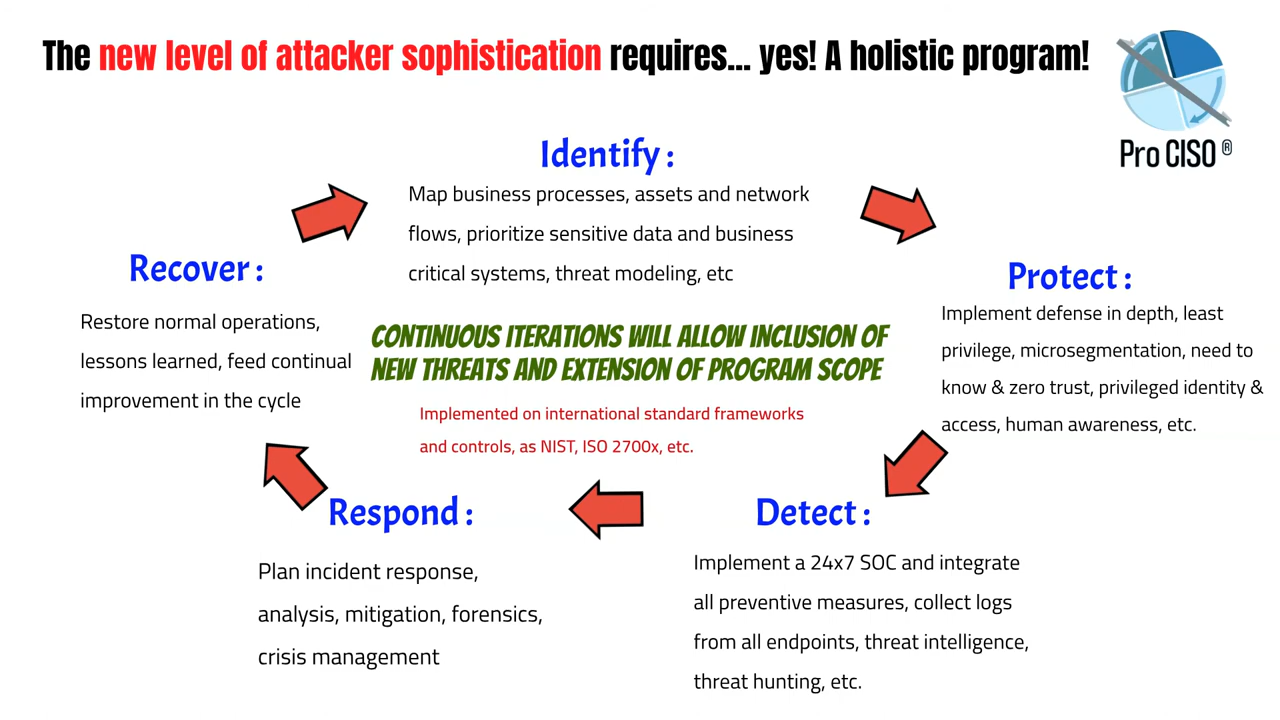 The new level of attacker sophistication requires... yes! A holistic program!
Pro CISO ®
Identify :
Map business processes, assets and network
flows, prioritize sensitive data and business
critical systems, threat modeling, etc
Protect :
Implement defense in depth, least
privilege, microsegmentation, need to
know & zero trust, privileged identity &
access, human awareness, etc.
Detect :
Implement a 24x7 SOC and integrate
all preventive measures, collect logs
from all endpoints, threat intelligence,
threat hunting, etc.
Respond :
Plan incident response,
analysis, mitigation, forensics,
crisis management
Recover :
Restore normal operations,
lessons learned, feed continual
improvement in the cycle
CONTINUOUS ITERATIONS WILL ALLOW INCLUSION OF
NEW THREATS AND EXTENSION OF PROGRAM SCOPE
Implemented on international standard frameworks
and controls, as NIST, ISO 2700x, etc.